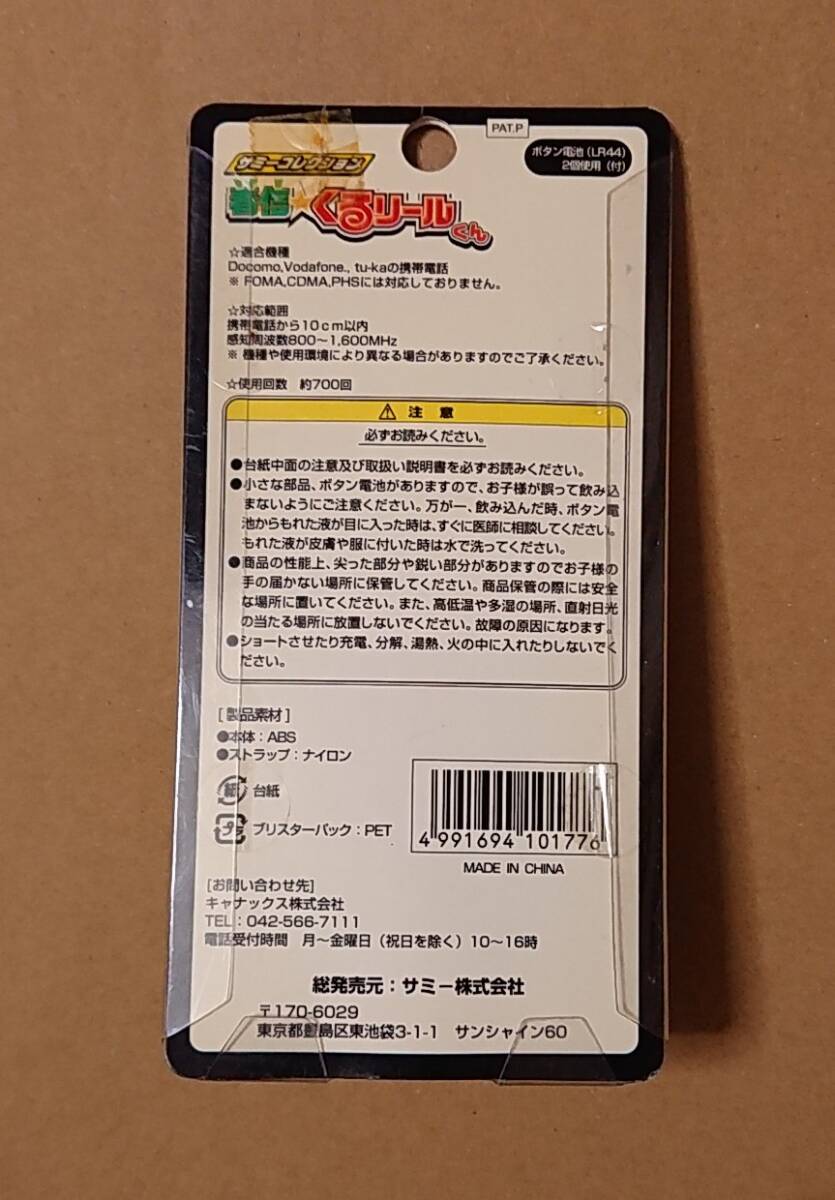 PAT.P
ボタン電池(LR44)
2個使用(付)
サミーコレクション
着信☆くるリールくん
☆適合機種
Docomo,Vodafone., tu-kaの携帯電話
※ FOMA,CDMA,PHSには対応しておりません。
☆対応範囲
携帯電話から10cm以内
感知周波数800〜1,600MHz
※ 機種や使用環境により異なる場合がありますのでご了承ください。
☆使用回数 約700回
⚠ 注 意
必ずお読みください。
●台紙中面の注意及び取扱い説明書を必ずお読みください。
●小さな部品、ボタン電池がありますので、お子様が誤って飲み込
まないようにご注意ください。万が一、飲み込んだ時、ボタン電
池からもれた液が目に入った時は、すぐに医師に相談してください。
もれた液が皮膚や服に付いた時は水で洗ってください。
●商品の性能上、尖った部分や鋭い部分がありますのでお子様の
手の届かない場所に保管してください。商品保管の際には安全
な場所に置いてください。また、高低温や多湿の場所、直射日光
の当たる場所に放置しないでください。故障の原因になります。
●ショートさせたり充電、分解、湯熱、火の中に入れたりしないでく
ださい。
[製品素材]
●本体:ABS
●ストラップ:ナイロン
紙 台紙
プラ ブリスターパック:PET
4 991694 101776
MADE IN CHINA
[お問い合わせ先]
キャナックス株式会社
TEL:042-566-7111
電話受付時間 月〜金曜日(祝日を除く)10〜16時
総発売元:サミー株式会社
〒170-6029
東京都豊島区東池袋3-1-1 サンシャイン60